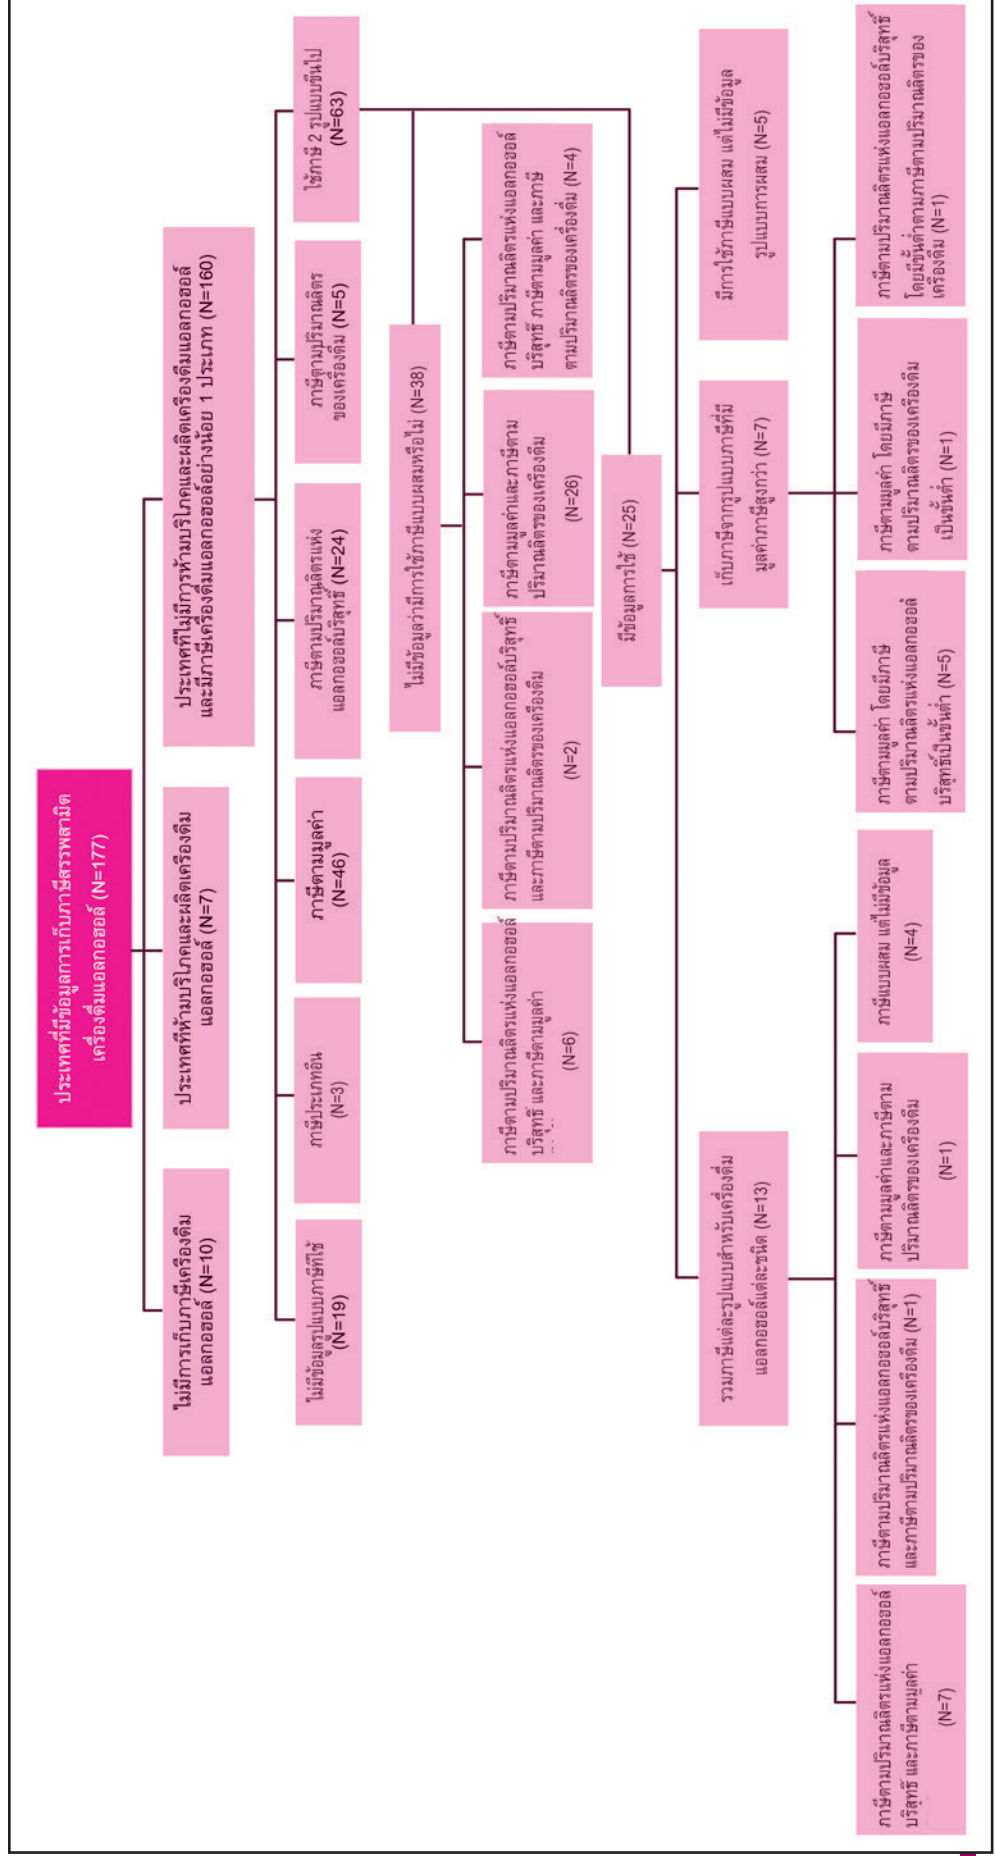 ประเทศที่มีข้อมูลการเก็บภาษีสรรพสามิต
เครื่องดื่มแอลกอฮอล์ (N=177)
ไม่มีการเก็บภาษีเครื่องดื่ม
แอลกอฮอล์ (N=10)
ประเทศที่ห้ามบริโภคและผลิตเครื่องดื่ม
แอลกอฮอล์ (N=7)
ประเทศที่ไม่มีการห้ามบริโภคและผลิตเครื่องดื่มแอลกอฮอล์
และมีภาษีเครื่องดื่มแอลกอฮอล์อย่างน้อย 1 ประเภท (N=160)
ไม่มีข้อมูลรูปแบบภาษีที่ใช้
(N=19)
ภาษีประเภทอื่น
(N=3)
ภาษีตามมูลค่า
(N=46)
ภาษีตามปริมาณลิตรแห่ง
แอลกอฮอล์บริสุทธิ์ (N=24)
ภาษีตามปริมาณลิตร
ของเครื่องดื่ม (N=5)
ใช้ภาษี 2 รูปแบบขึ้นไป
(N=63)
ไม่มีข้อมูลว่ามีการใช้ภาษีแบบผสมหรือไม่ (N=38)
ภาษีตามปริมาณลิตรแห่งแอลกอฮอล์
บริสุทธิ์ และภาษีตามมูลค่า
(N=6)
ภาษีตามปริมาณลิตรแห่งแอลกอฮอล์บริสุทธิ์
และภาษีตามปริมาณลิตรของเครื่องดื่ม
(N=2)
ภาษีตามมูลค่าและภาษีตาม
ปริมาณลิตรของเครื่องดื่ม
(N=26)
ภาษีตามปริมาณลิตรแห่งแอลกอฮอล์
บริสุทธิ์ ภาษีตามมูลค่า และภาษี
ตามปริมาณลิตรของเครื่องดื่ม (N=4)
มีข้อมูลการใช้ (N=25)
รวมภาษีแต่ละรูปแบบสำหรับเครื่องดื่ม
แอลกอฮอล์แต่ละชนิด (N=13)
เก็บภาษีจากรูปแบบภาษีที่มี
มูลค่าภาษีสูงกว่า (N=7)
มีการใช้ภาษีแบบผสม แต่ไม่มีข้อมูล
รูปแบบการผสม (N=5)
ภาษีตามปริมาณลิตรแห่งแอลกอฮอล์
บริสุทธิ์ และภาษีตามมูลค่า
(N=7)
ภาษีตามปริมาณลิตรแห่งแอลกอฮอล์บริสุทธิ์
และภาษีตามปริมาณลิตรของเครื่องดื่ม (N=1)
ภาษีตามมูลค่าและภาษีตาม
ปริมาณลิตรของเครื่องดื่ม
(N=1)
ภาษีแบบผสม แต่ไม่มีข้อมูล
(N=4)
ภาษีตามมูลค่า โดยมีภาษี
ตามปริมาณลิตรแห่งแอลกอฮอล์
บริสุทธิ์เป็นขั้นต่ำ (N=5)
ภาษีตามมูลค่า โดยมีภาษี
ตามปริมาณลิตรของเครื่องดื่ม
เป็นขั้นต่ำ (N=1)
ภาษีตามปริมาณลิตรแห่งแอลกอฮอล์บริสุทธิ์
โดยมีขั้นต่ำตามภาษีตามปริมาณลิตรของ
เครื่องดื่ม (N=1)